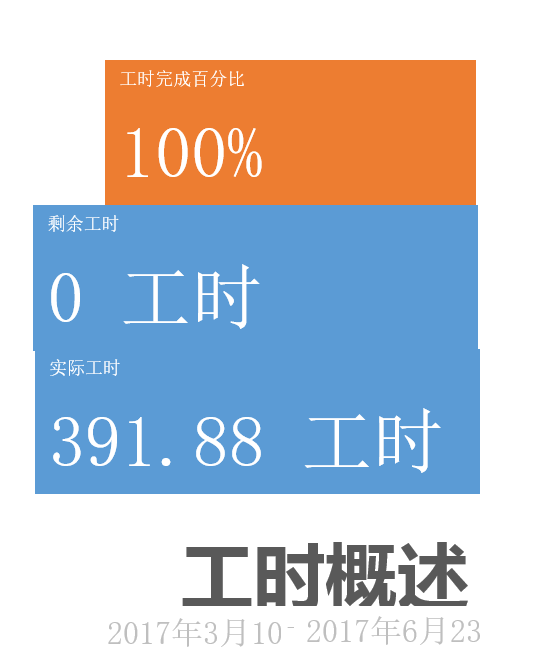 工时完成百分比
100%
剩余工时
0 工时
实际工时
391.88 工时
工时概述
2017年3月10- 2017年6月23